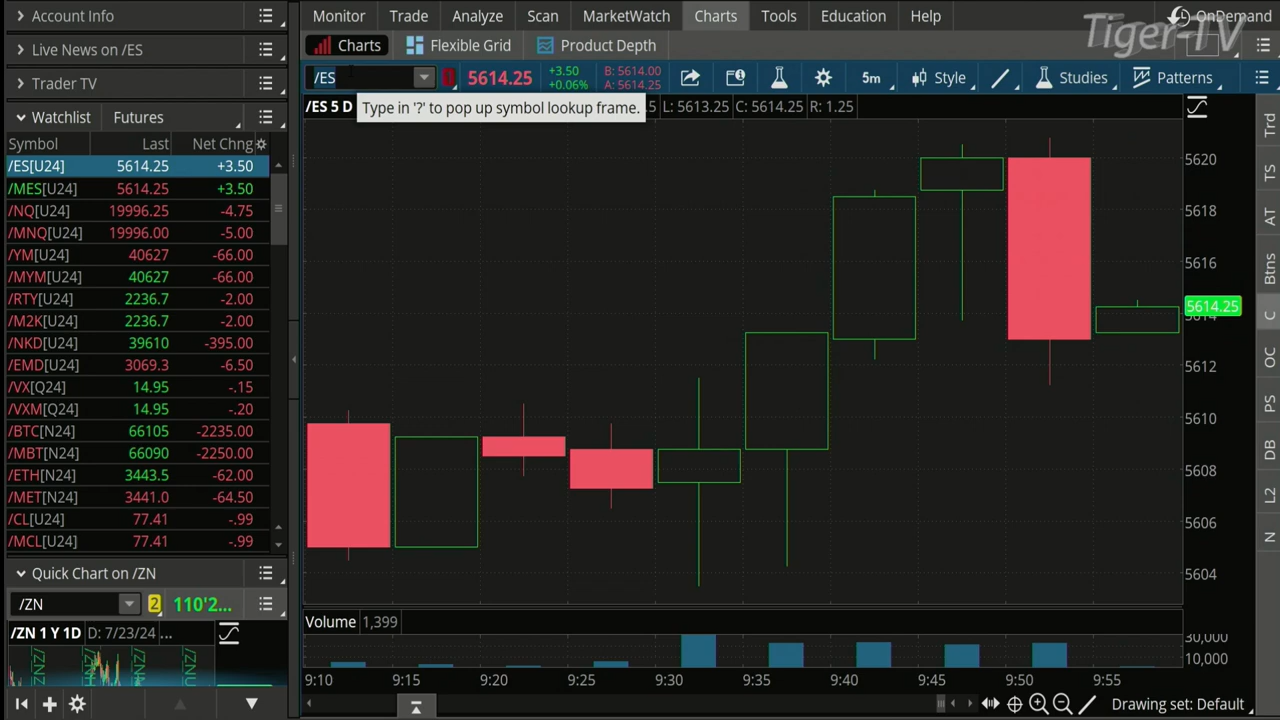 Account Info
Monitor
Trade
Analyze
Scan
MarketWatch
Charts
Tools
Education
Help
OnDemand
Tiger-TV
Live News on /ES
Charts
Flexible Grid
Product Depth
Trader TV
/ES
5614.25
+3.50
+0.06%
B: 5614.00
A: 5614.25
5m
Style
Studies
Patterns
/ES 5 D
Type in '?' to pop up symbol lookup frame.
5
L: 5613.25
C: 5614.25
R: 1.25
Watchlist
Futures
Symbol Last Net Chng
/ES[U24] 5614.25 +3.50
/MES[U24] 5614.25 +3.50
/NQ[U24] 19996.25 -4.75
/MNQ[U24] 19996.00 -5.00
/YM[U24] 40627 -66.00
/MYM[U24] 40627 -66.00
/RTY[U24] 2236.7 -2.00
/M2K[U24] 2236.7 -2.00
/NKD[U24] 39610 -395.00
/EMD[U24] 3069.3 -6.50
/VX[Q24] 14.95 -.15
/VXM[Q24] 14.95 -.20
/BTC[N24] 66105 -2235.00
/MBT[N24] 66090 -2250.00
/ETH[N24] 3443.5 -62.00
/MET[N24] 3441.0 -64.50
/CL[U24] 77.41 -.99
/MCL[U24] 77.41 -.99
5620
5618
5616
5614.25
5614
5612
5610
5608
5606
5604
Trd
TS
AT
Btns
C
OC
PS
DB
L2
N
Quick Chart on /ZN
/ZN
2
110'2...
/ZN 1 Y 1D
D: 7/23/24 ...
/ZN
/ZN
/ZN
/ZN
Volume
1,399
30,000
10,000
9:10
9:15
9:20
9:25
9:30
9:35
9:40
9:45
9:50
9:55
Drawing set: Default